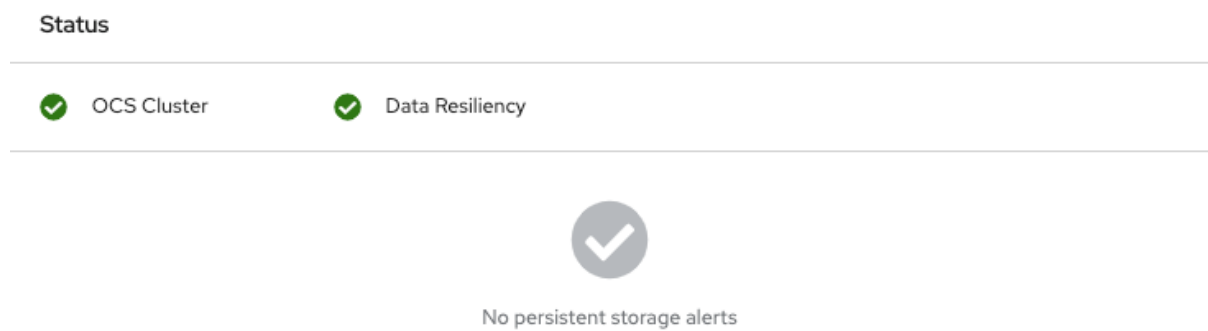 Status
OCS Cluster
Data Resiliency
No persistent storage alerts